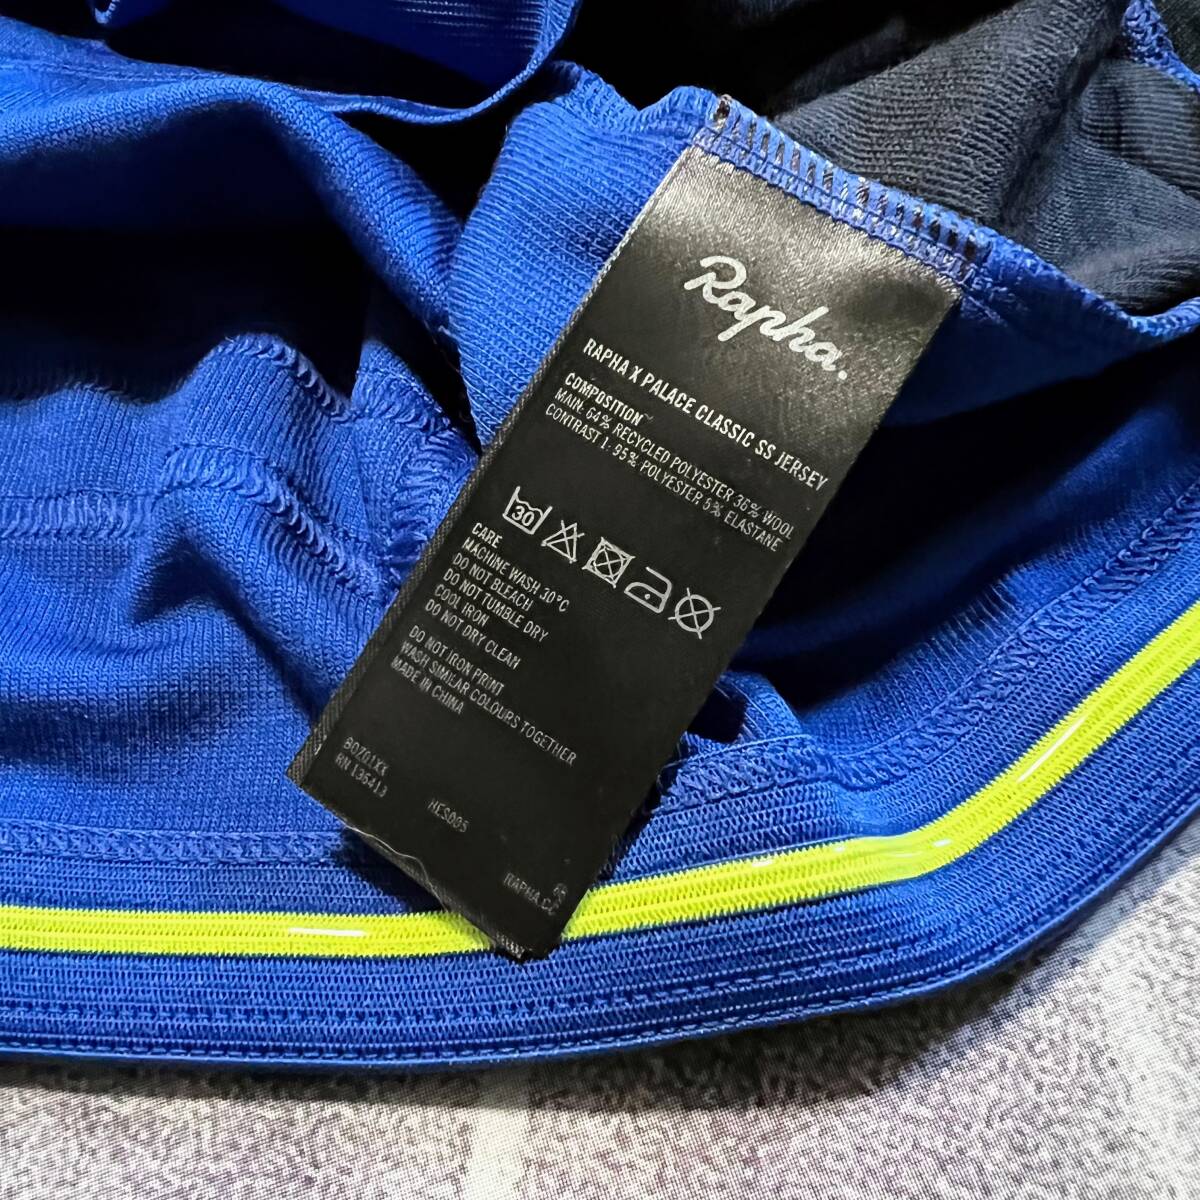 Rapha.
RAPHA X PALACE CLASSIC SS JERSEY
COMPOSITION
MAIN: 64% RECYCLED POLYESTER 36% WOOL
CONTRAST 1: 95% POLYESTER, 5% ELASTANE
30
CARE
MACHINE WASH 30°C
DO NOT BLEACH
DO NOT TUMBLE DRY
COOL IRON
DO NOT DRY CLEAN
DO NOT IRON PRINT
WASH SIMILAR COLOURS TOGETHER
MADE IN CHINA
RN 136413
HES005
RAPHA.CC